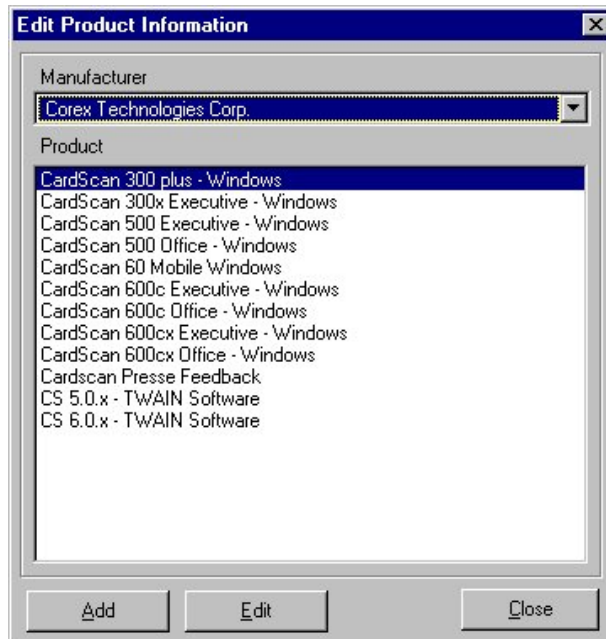 Edit Product Information
Manufacturer
Corex Technologies Corp.
Product
CardScan 300 plus - Windows
CardScan 300x Executive - Windows
CardScan 500 Executive - Windows
CardScan 500 Office - Windows
CardScan 60 Mobile Windows
CardScan 600c Executive - Windows
CardScan 600c Office - Windows
CardScan 600cx Executive - Windows
CardScan 600cx Office - Windows
Cardscan Presse Feedback
CS 5.0.x - TWAIN Software
CS 6.0.x - TWAIN Software
Add Edit Close